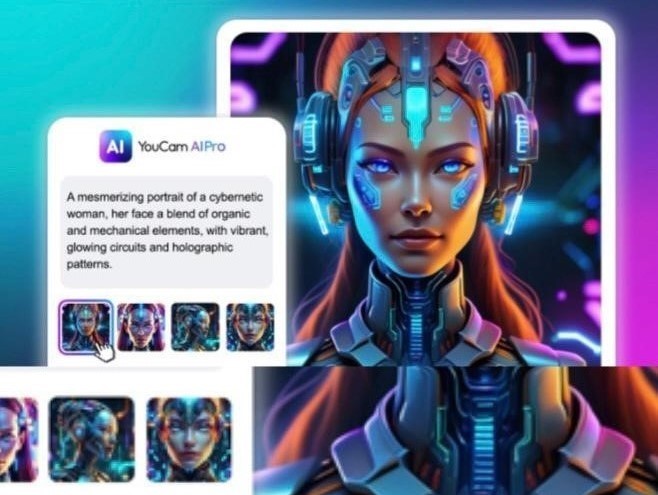 AI YouCam AI Pro
A mesmerizing portrait of a cybernetic
woman, her face a blend of organic
and mechanical elements, with vibrant,
glowing circuits and holographic
patterns.